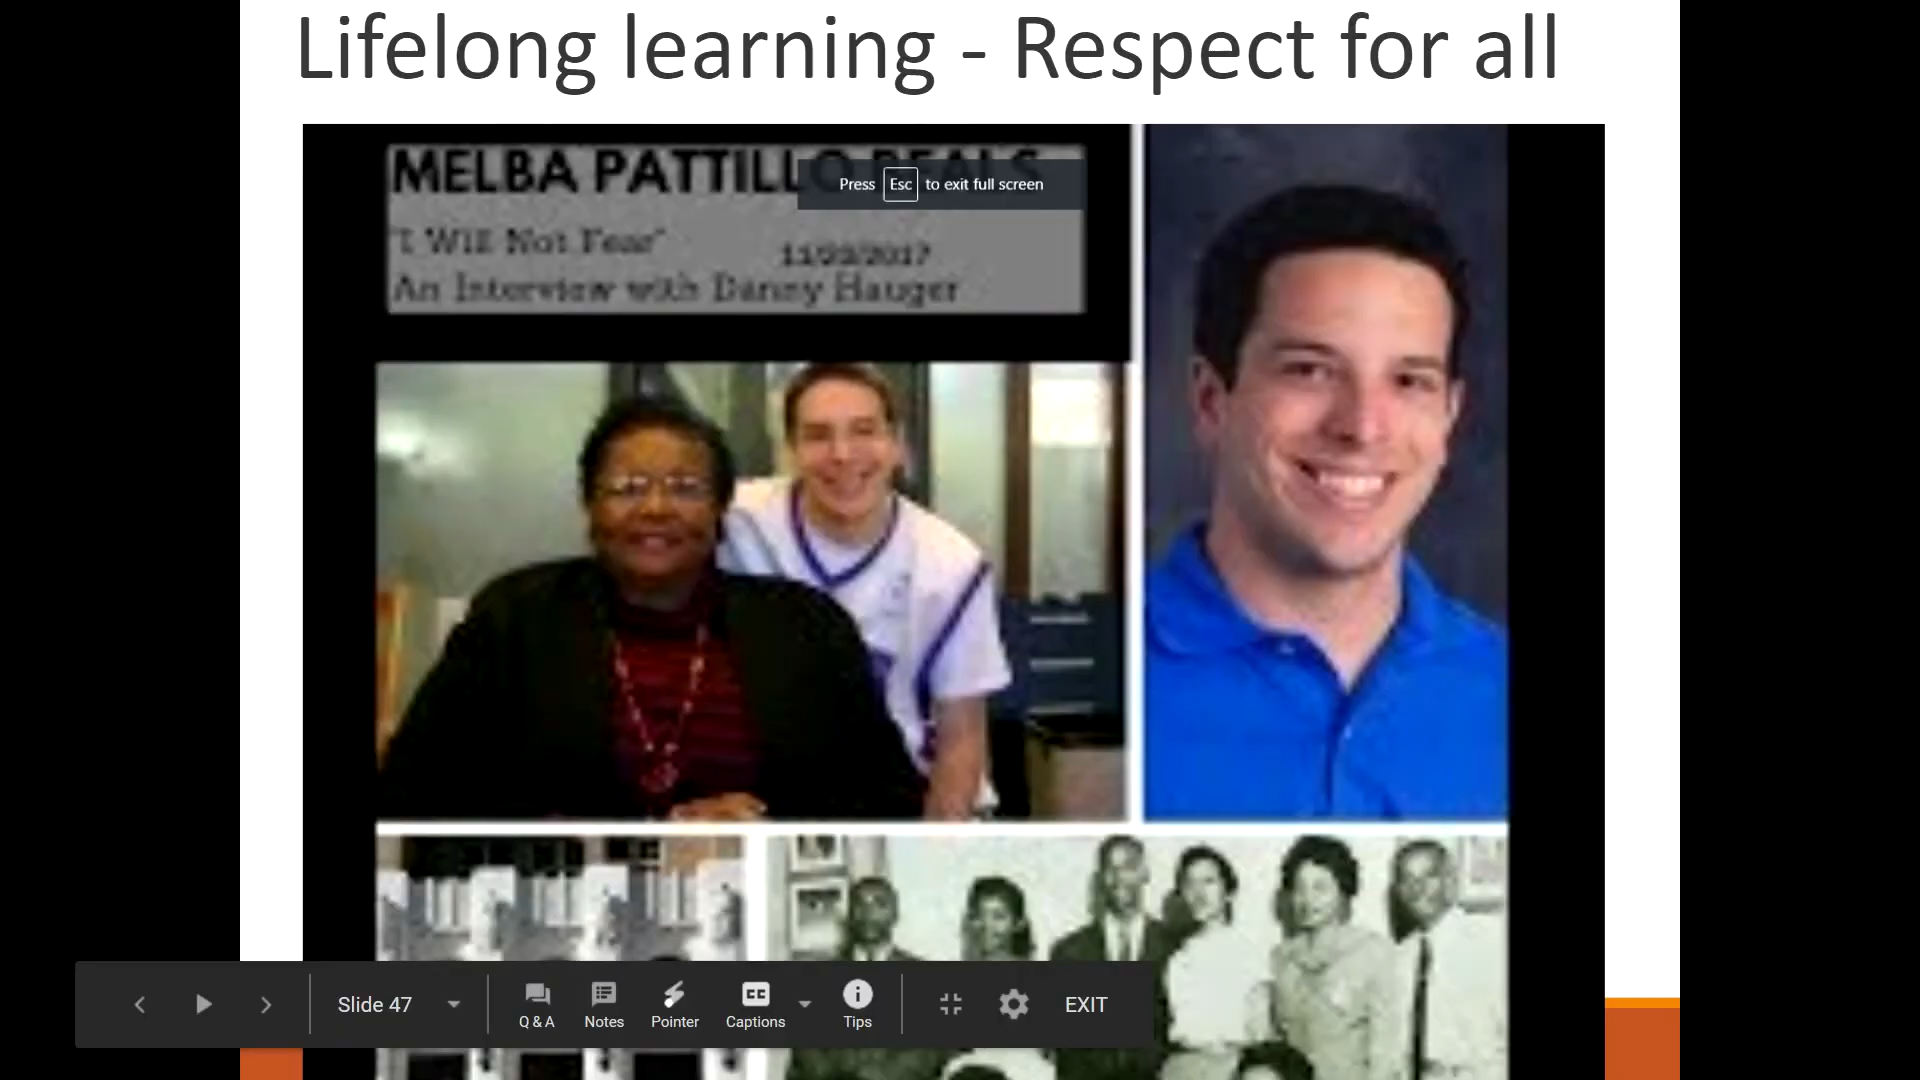 Lifelong learning - Respect for all
MELBA PATTILLO BEALS
Press Esc to exit full screen
"I Will Not Fear"
11/22/2017
An Interview with Danny Hauger
Slide 47
Q & A
Notes
Pointer
CC
Captions
Tips
EXIT